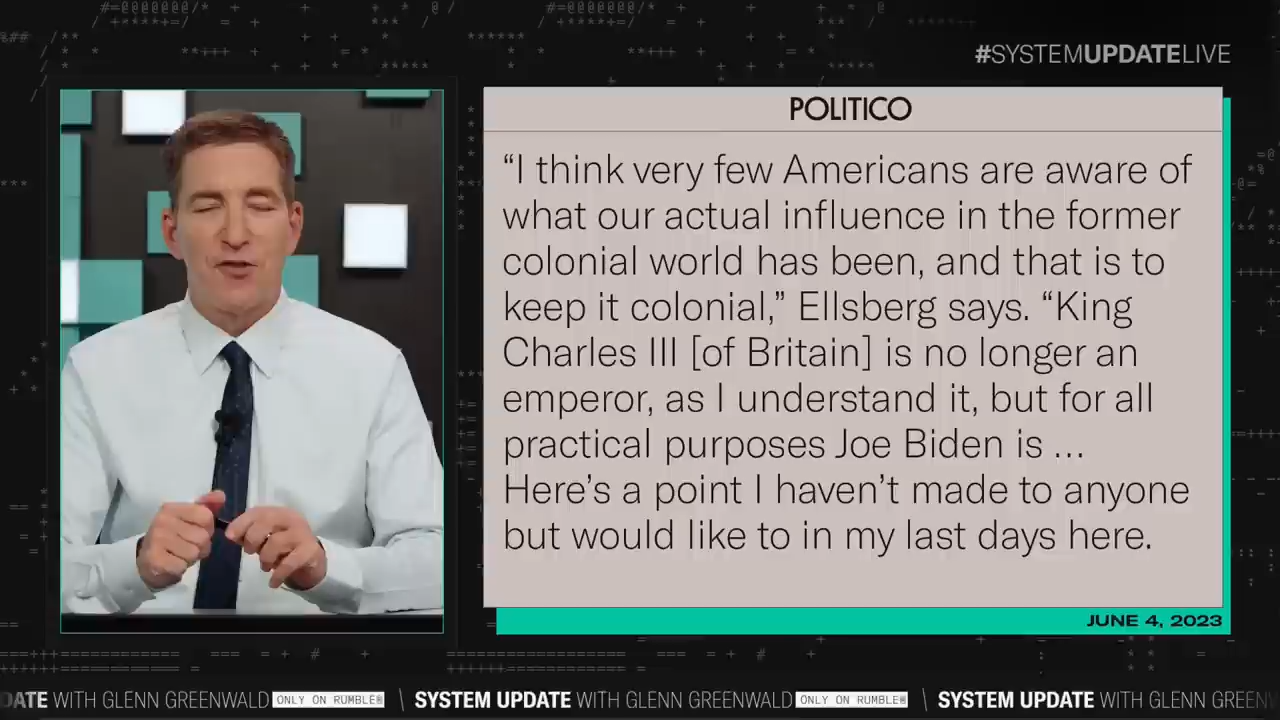 #SYSTEMUPDATELIVE
POLITICO
“I think very few Americans are aware of
what our actual influence in the former
colonial world has been, and that is to
keep it colonial,” Ellsberg says. “King
Charles III [of Britain] is no longer an
emperor, as I understand it, but for all
practical purposes Joe Biden is ...
Here’s a point I haven’t made to anyone
but would like to in my last days here.
JUNE 4, 2023
DATE WITH GLENN GREENWALD ONLY ON RUMBLE | SYSTEM UPDATE WITH GLENN GREENWALD ONLY ON RUMBLE | SYSTEM UPDATE WITH GLENN GREENW